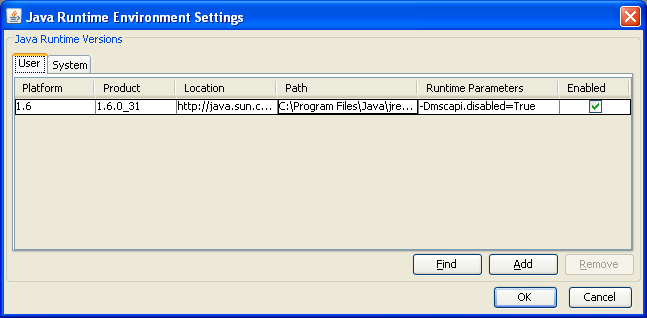 Java Runtime Environment Settings
Java Runtime Versions
User System
Platform Product Location Path Runtime Parameters Enabled
1.6 1.6.0_31 http://java.sun.c... C:\Program Files\Java\jre... -Dmscapi.disabled=True
Find Add Remove
OK Cancel